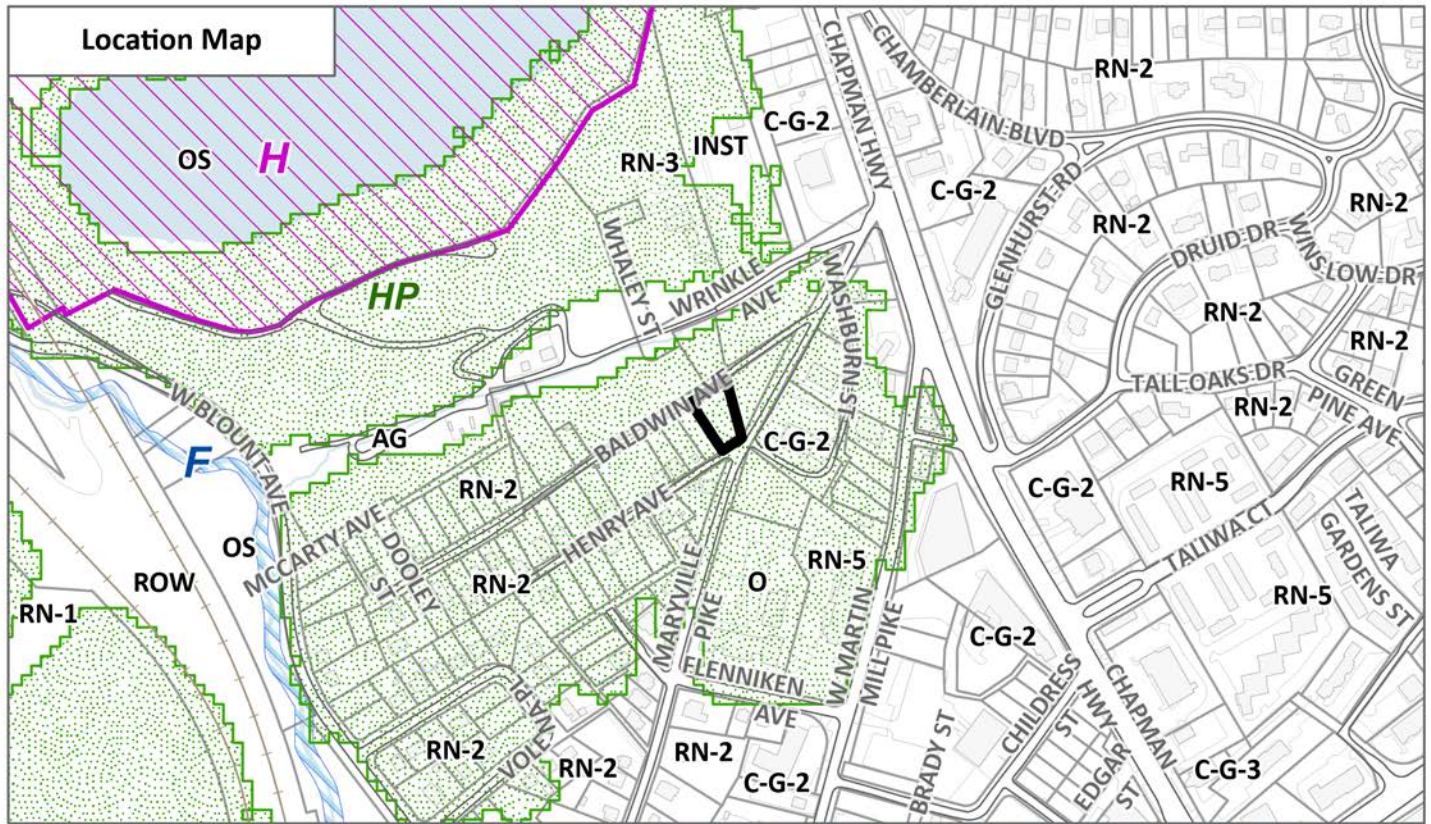 Location Map
RN-2
CHAPMAN HWY
CHAMBERLAIN BLVD
C-G-2
INST
RN-3
OS
H
C-G-2
GLENHURST RD
RN-2
RN-2
DRUID DR
WINSLOW DR
WHALEY ST
WRINKLE
AVE
WASHBURN ST
HP
RN-2
RN-2
GREEN
PINE AVE
TALL OAKS DR
RN-2
W BLOUNT AVE
AG
BALDWIN AVE
C-G-2
F
RN-2
HENRY AVE
C-G-2
RN-5
TALIWA CT
TALIWA
GARDENS ST
MCCARTY AVE
DOOLEY
ST
OS
ROW
RN-2
MARYVILLE
PIKE
O
RN-5
RN-5
RN-1
W MARTIN
MILL PIKE
C-G-2
FLENNIKEN
AVE
CHILDRESS
ST
CHAPMAN
HWY
VOLENA PL
RN-2
RN-2
RN-2
C-G-2
BRADY ST
EDGAR
ST
C-G-3